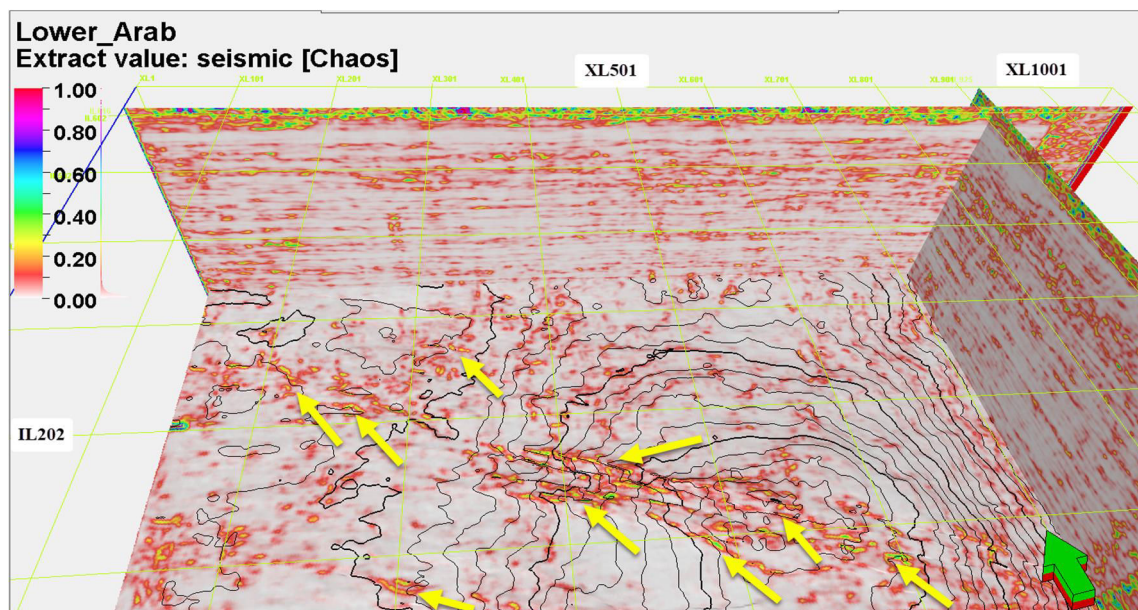 Lower_Arab
Extract value: seismic [Chaos]
XL501
XL1001
XL1
XL101
XL201
XL301
XL401
XL601
XL701
XL801
1.00
0.80
0.60
0.40
0.20
0.00
IL202